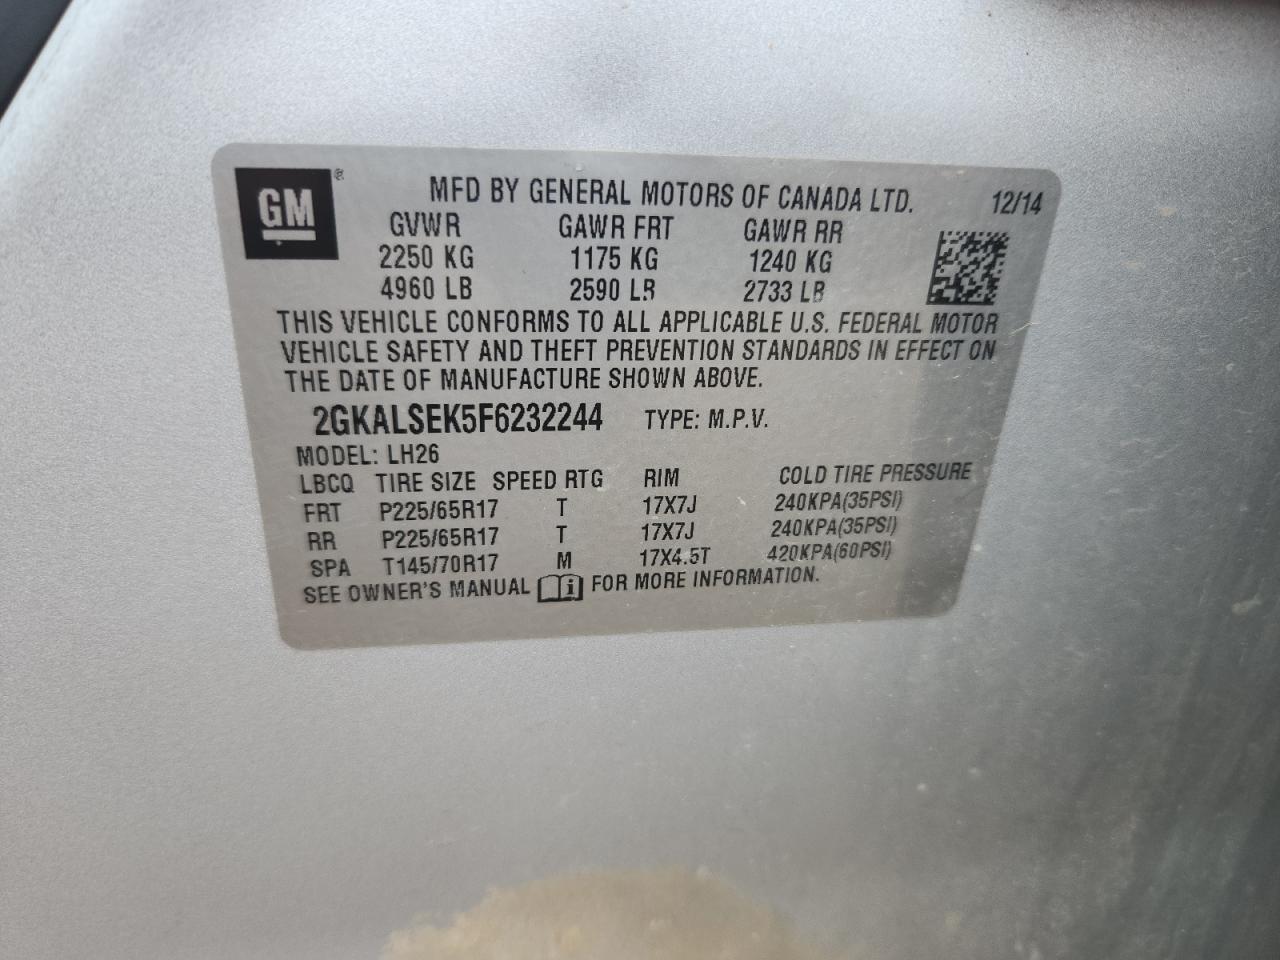 GM ®
MFD BY GENERAL MOTORS OF CANADA LTD. 12/14
GVWR GAWR FRT GAWR RR
2250 KG 1175 KG 1240 KG
4960 LB 2590 LB 2733 LB
THIS VEHICLE CONFORMS TO ALL APPLICABLE U.S. FEDERAL MOTOR
VEHICLE SAFETY AND THEFT PREVENTION STANDARDS IN EFFECT ON
THE DATE OF MANUFACTURE SHOWN ABOVE.
2GKALSEK5F6232244 TYPE: M.P.V.
MODEL: LH26
LBCQ TIRE SIZE SPEED RTG RIM COLD TIRE PRESSURE
FRT P225/65R17 T 17X7J 240KPA(35PSI)
RR P225/65R17 T 17X7J 240KPA(35PSI)
SPA T145/70R17 M 17X4.5T 420KPA(60PSI)
SEE OWNER'S MANUAL i FOR MORE INFORMATION.